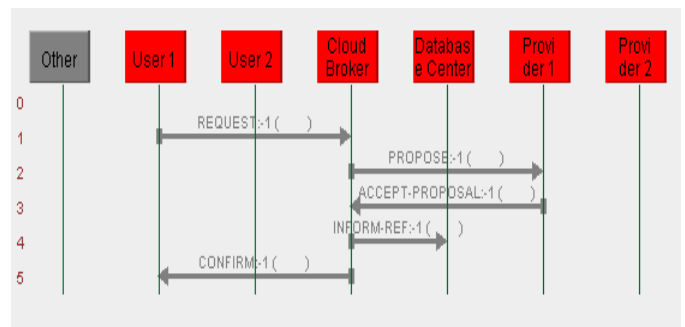 Other
User 1
User 2
Cloud
Broker
Databas
e Center
Provi
der 1
Provi
der 2
0
1
REQUEST:-1 ( )
2
PROPOSE:-1 ( )
3
ACCEPT-PROPOSAL:-1 ( )
4
INFORM-REF:-1 ( )
5
CONFIRM:-1 ( )